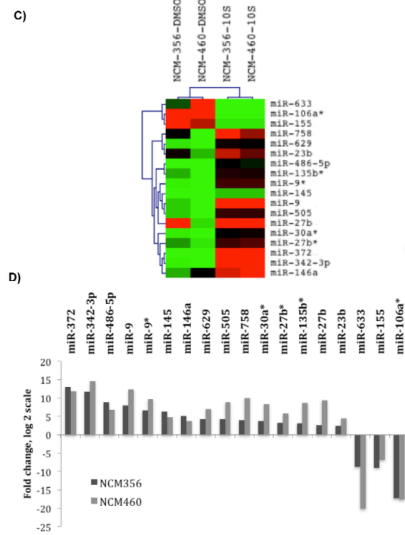 C)
NCM-356-DMSO
NCM-460-DMSO
NCM-356-10S
NCM-460-10S
miR-633
miR-106a*
miR-155
miR-758
miR-629
miR-23b
miR-486-5p
miR-135b*
miR-9*
miR-145
miR-9
miR-505
miR-27b
miR-30a*
miR-27b*
miR-372
miR-342-3p
miR-146a
D)
miR-372
miR-342-3p
miR-486-5p
miR-9
miR-9*
miR-145
miR-146a
miR-629
miR-505
miR-758
miR-30a*
miR-27b*
miR-135b*
miR-27b
miR-23b
miR-633
miR-155
miR-106a*
Fold change, log 2 scale
20
15
10
5
0
-5
-10
-15
-20
-25
NCM356
NCM460